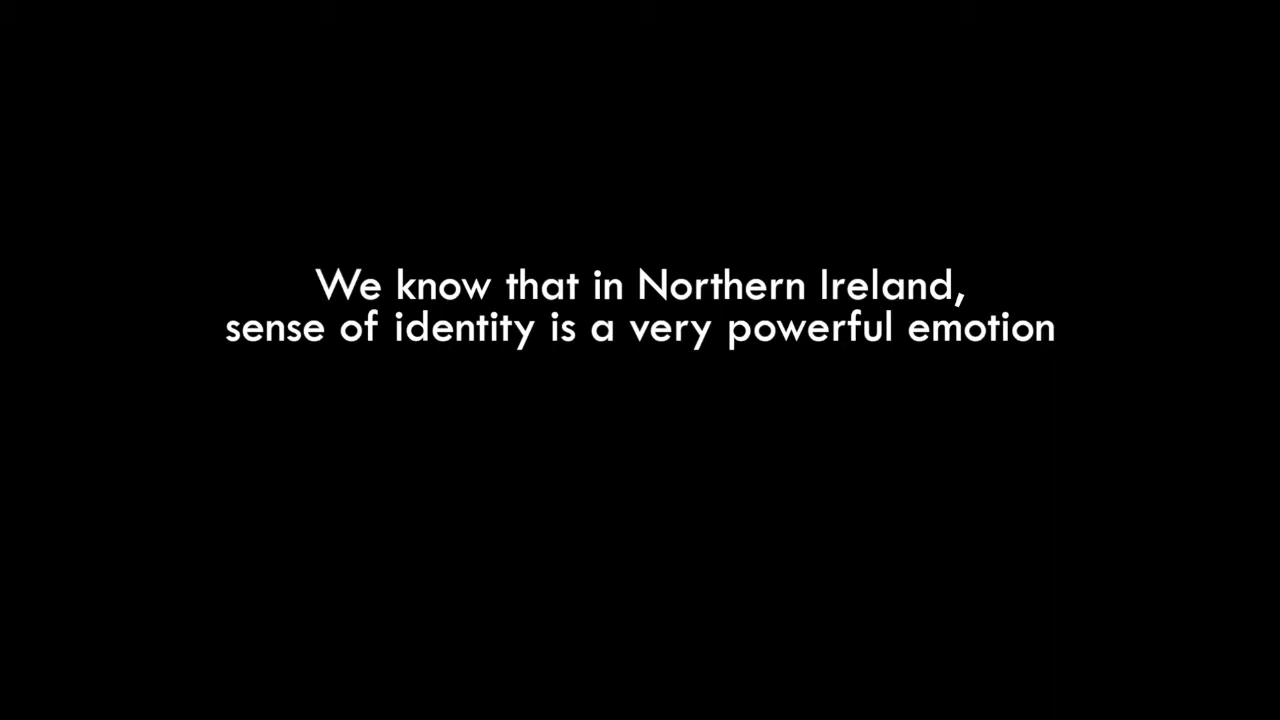 We know that in Northern Ireland,
sense of identity is a very powerful emotion